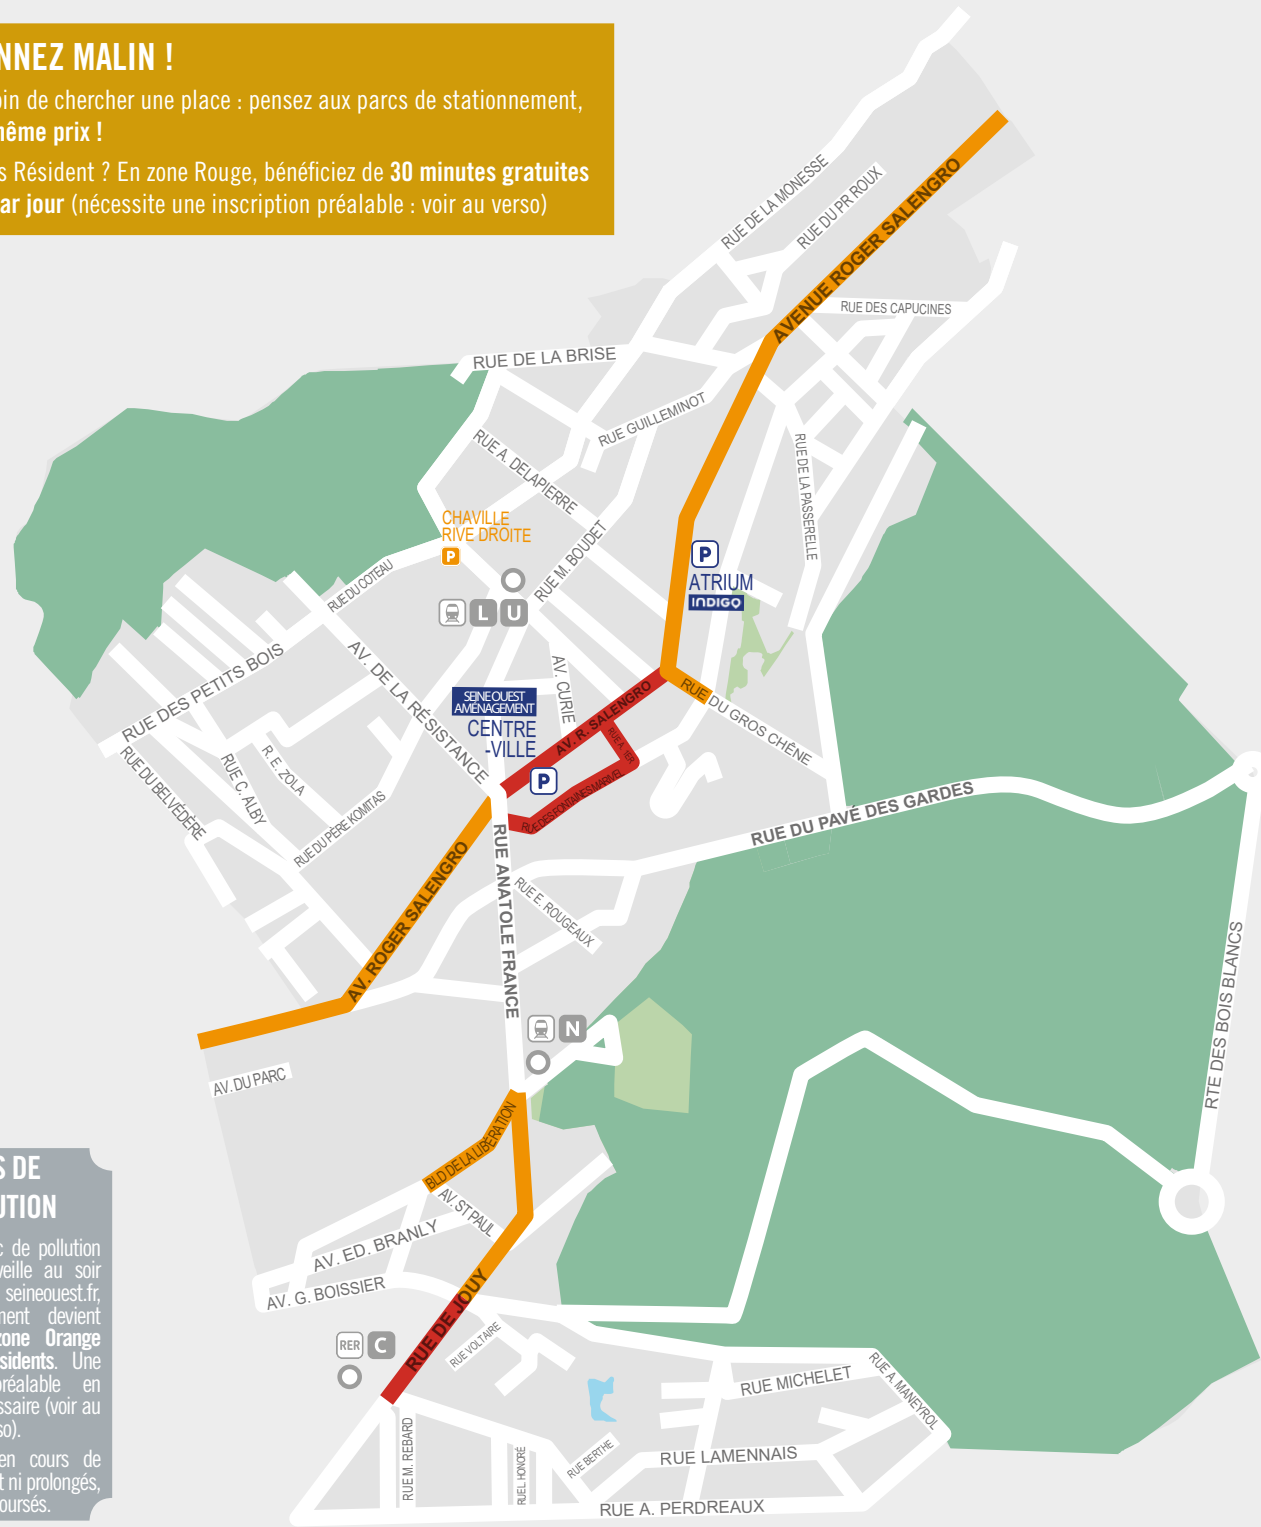 NNEZ MALIN !
oin de chercher une place : pensez aux parcs de stationnement,
même prix !
s Résident ? En zone Rouge, bénéficiez de 30 minutes gratuites
ar jour (nécessite une inscription préalable : voir au verso)
RUE DE LA MONESSE
RUE DU PR ROUX
AVENUE ROGER SALENGRO
RUE DES CAPUCINES
RUE DE LA BRISE
RUE GUILLEMINOT
RUE A. DELAPIERRE
RUE DE LA PASSERELLE
CHAVILLE
RIVE DROITE
P
RUE M. BOUDET
P
ATRIUM
INDIGO
RUE DU COTEAU
L U
RUE DES PETITS BOIS
AV. DE LA RÉSISTANCE
AV. CURIE
SEINE OUEST
AMÉNAGEMENT
CENTRE
-VILLE
P
AV. R. SALENGRO
RUE A. 1ER
RUE DES FONTAINES MARIVEL
RUE DU GROS CHÊNE
RUE DU BELVÉDÈRE
RUE C. ALBY
R. E. ZOLA
RUE DU PÈRE KOMITAS
RUE DU PAVÉ DES GARDES
AV. ROGER SALENGRO
RUE ANATOLE FRANCE
RUE E. ROUGEAUX
RTE DES BOIS BLANCS
N
AV. DU PARC
BLD DE LA LIBÉRATION
AV. ST PAUL
AV. ED. BRANLY
AV. G. BOISSIER
RUE DE JOUY
RUE VOLTAIRE
RER C
RUE MICHELET
RUE A. MANEYROL
RUE M. REBARD
RUE L HONORÉ
RUE BERTHE
RUE LAMENNAIS
RUE A. PERDREAUX
S DE
UTION
c de pollution
veille au soir
seineouest.fr,
ment devient
zone Orange
sidents. Une
préalable en
ssaire (voir au
so).
en cours de
t ni prolongés,
oursés.